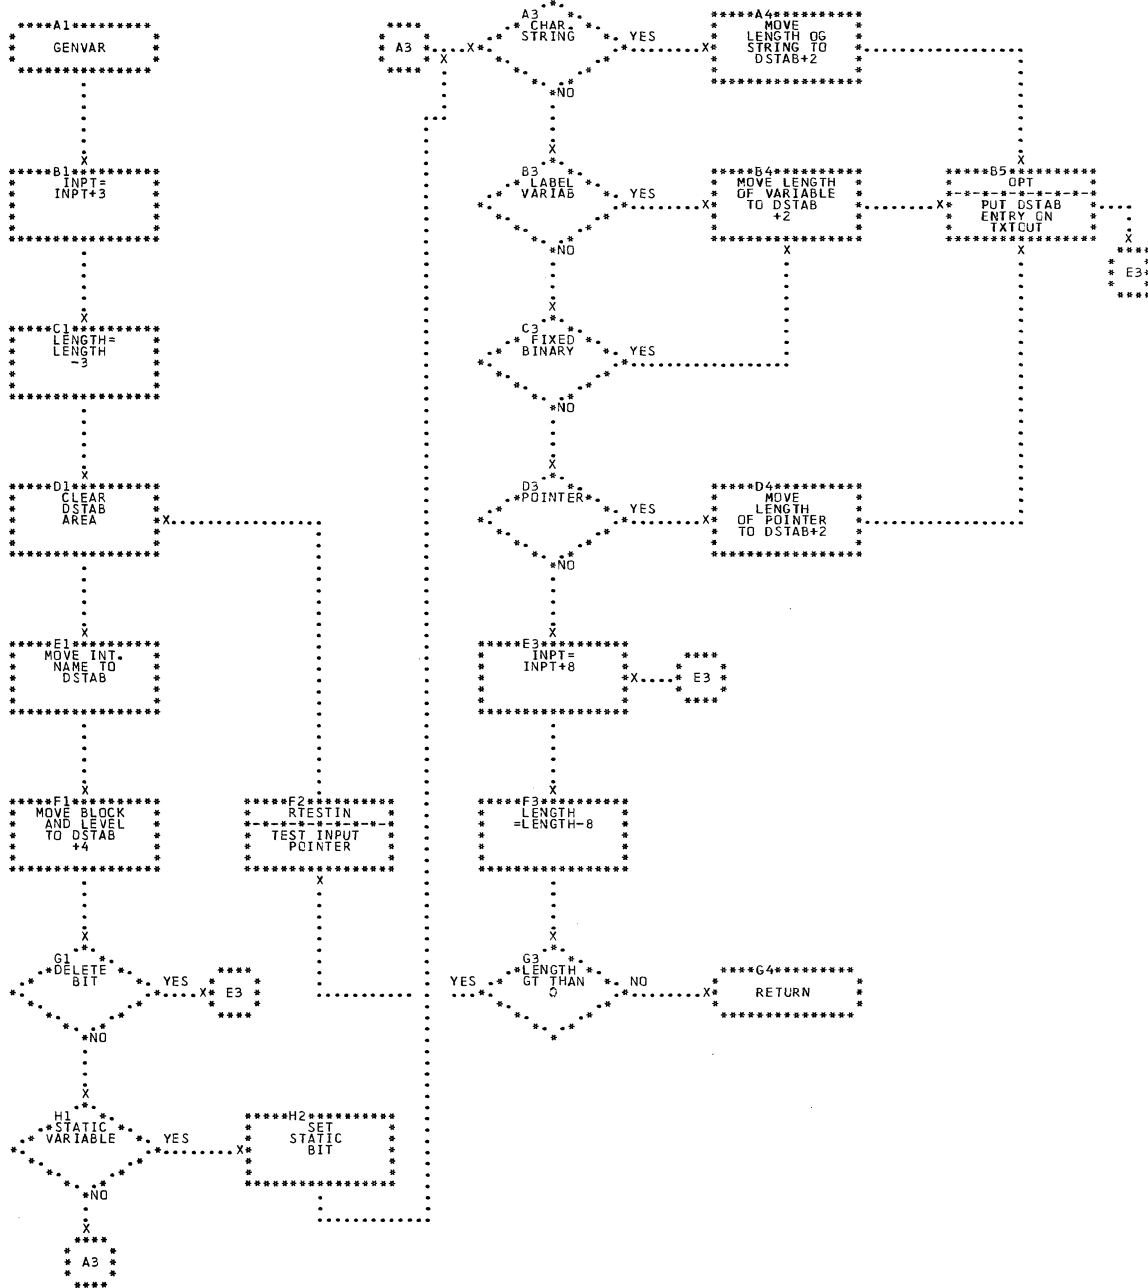 A1
GENVAR
B1
INPT=
INPT+3
C1
LENGTH=
LENGTH
-3
D1
CLEAR
DSTAB
AREA
E1
MOVE INT.
NAME TO
DSTAB
F1
MOVE BLOCK
AND LEVEL
TO DSTAB
+4
G1
DELETE
BIT
YES
E3
NO
H1
STATIC
VARIABLE
YES
NO
A3
F2
RTESTIN
TEST INPUT
POINTER
H2
SET
STATIC
BIT
A3
A3
CHAR.
STRING
YES
NO
B3
LABEL
VARIAB
YES
NO
C3
FIXED
BINARY
YES
NO
D3
POINTER
YES
NO
E3
INPT=
INPT+8
E3
F3
LENGTH
=LENGTH-8
G3
LENGTH
GT THAN
0
YES
NO
A4
MOVE
LENGTH OG
STRING TO
DSTAB+2
B4
MOVE LENGTH
OF VARIABLE
TO DSTAB
+2
D4
MOVE
LENGTH
OF POINTER
TO DSTAB+2
G4
RETURN
B5
OPT
PUT DSTAB
ENTRY ON
TXTOUT
E3